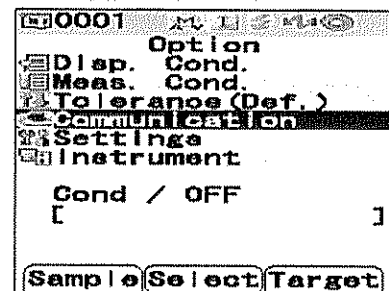 0001
Option
Disp. Cond.
Meas. Cond.
Tolerance(Def.)
Communication
Settings
Instrument
Cond / OFF
[ ]
Sample Select Target